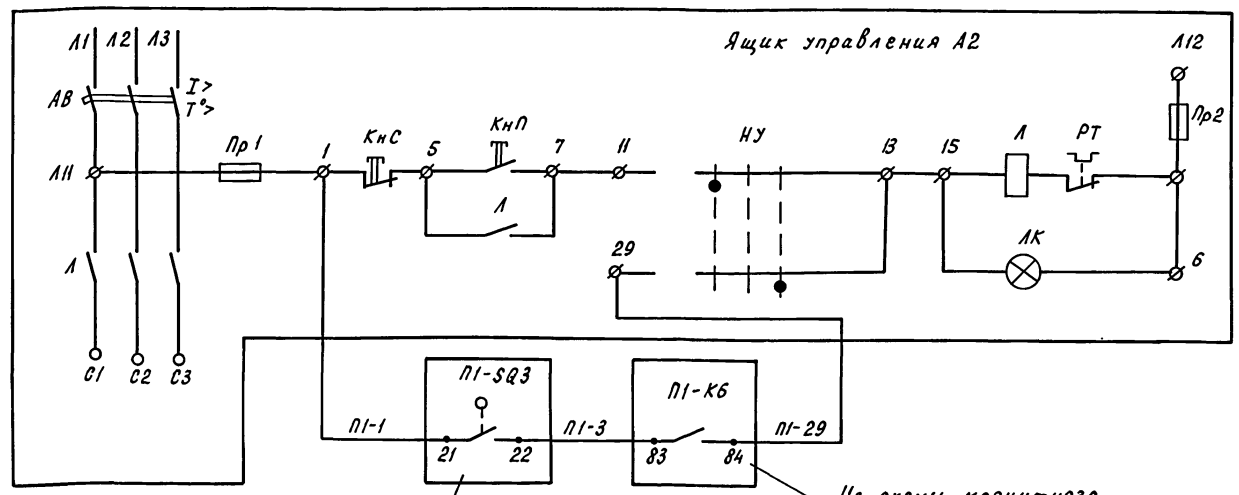 Л1 Л2 Л3
Ящик управления А2
Л12
АВ
I>
T°>
Пр1
КнС
КнП
НУ
Л
РТ
Пр2
Л11
1
5
7
11
13
15
Л
29
ЛК
6
Л
С1 С2 С3
П1-SQ3
П1-К6
П1-1
21 22
П1-3
83 84
П1-29